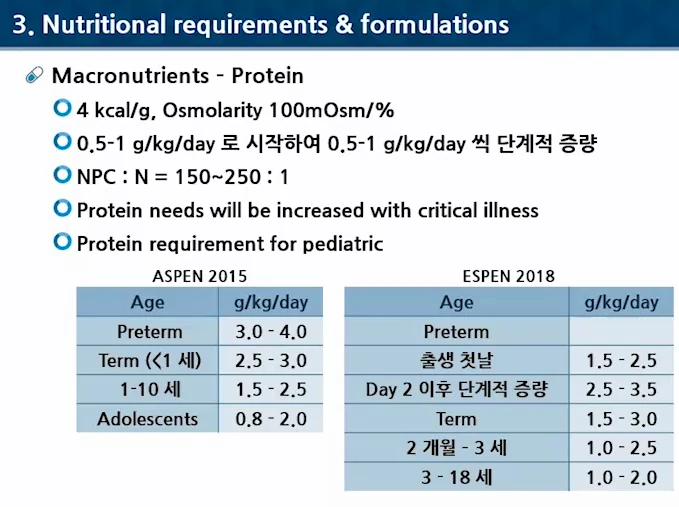 3. Nutritional requirements & formulations
Macronutrients - Protein
4 kcal/g, Osmolarity 100mOsm/%
0.5-1 g/kg/day 로 시작하여 0.5-1 g/kg/day 씩 단계적 증량
NPC : N = 150~250 : 1
Protein needs will be increased with critical illness
Protein requirement for pediatric
ASPEN 2015
Age g/kg/day
Preterm 3.0 - 4.0
Term (<1 세) 2.5 - 3.0
1-10 세 1.5 - 2.5
Adolescents 0.8 - 2.0
ESPEN 2018
Age g/kg/day
Preterm
출생 첫날 1.5 - 2.5
Day 2 이후 단계적 증량 2.5 - 3.5
Term 1.5 - 3.0
2 개월 - 3 세 1.0 - 2.5
3 - 18 세 1.0 - 2.0